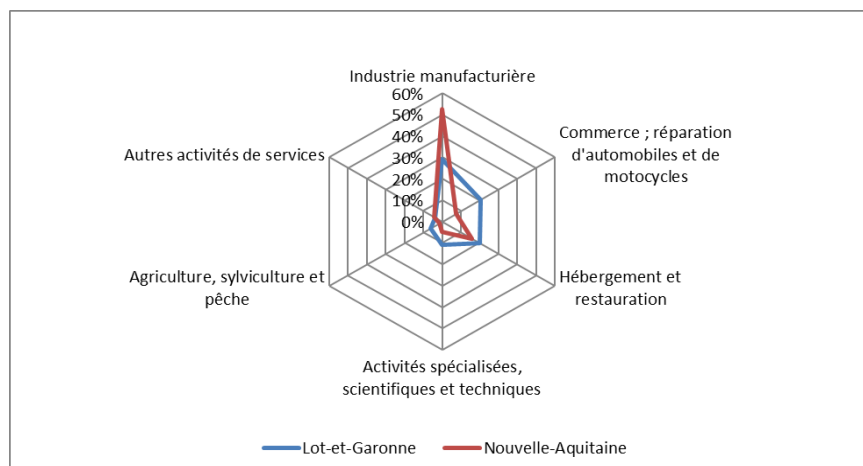 Industrie manufacturière
60%
50%
40%
30%
20%
10%
0%
Commerce ; réparation
d'automobiles et de
motocycles
Hébergement et
restauration
Activités spécialisées,
scientifiques et techniques
Agriculture, sylviculture et
pêche
Autres activités de services
Lot-et-Garonne
Nouvelle-Aquitaine